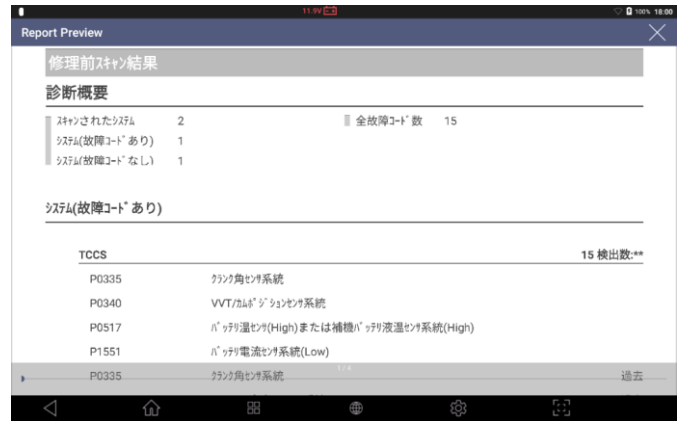 11.9V
100% 18:00
Report Preview
修理前ｽｷｬﾝ結果
診断概要
ｽｷｬﾝされたｼｽﾃﾑ 2 全故障ｺｰﾄﾞ数 15
ｼｽﾃﾑ(故障ｺｰﾄﾞあり) 1
ｼｽﾃﾑ(故障ｺｰﾄﾞなし) 1
ｼｽﾃﾑ(故障ｺｰﾄﾞあり)
TCCS 15 検出数:**
P0335 ｸﾗﾝｸ角ｾﾝｻ系統
P0340 VVT/ｶﾑﾎﾟｼﾞｼｮﾝｾﾝｻ系統
P0517 ﾊﾞｯﾃﾘ温ｾﾝｻ(High)または補機ﾊﾞｯﾃﾘ液温ｾﾝｻ系統(High)
P1551 ﾊﾞｯﾃﾘ電流ｾﾝｻ系統(Low)
P0335 ｸﾗﾝｸ角ｾﾝｻ系統 過去